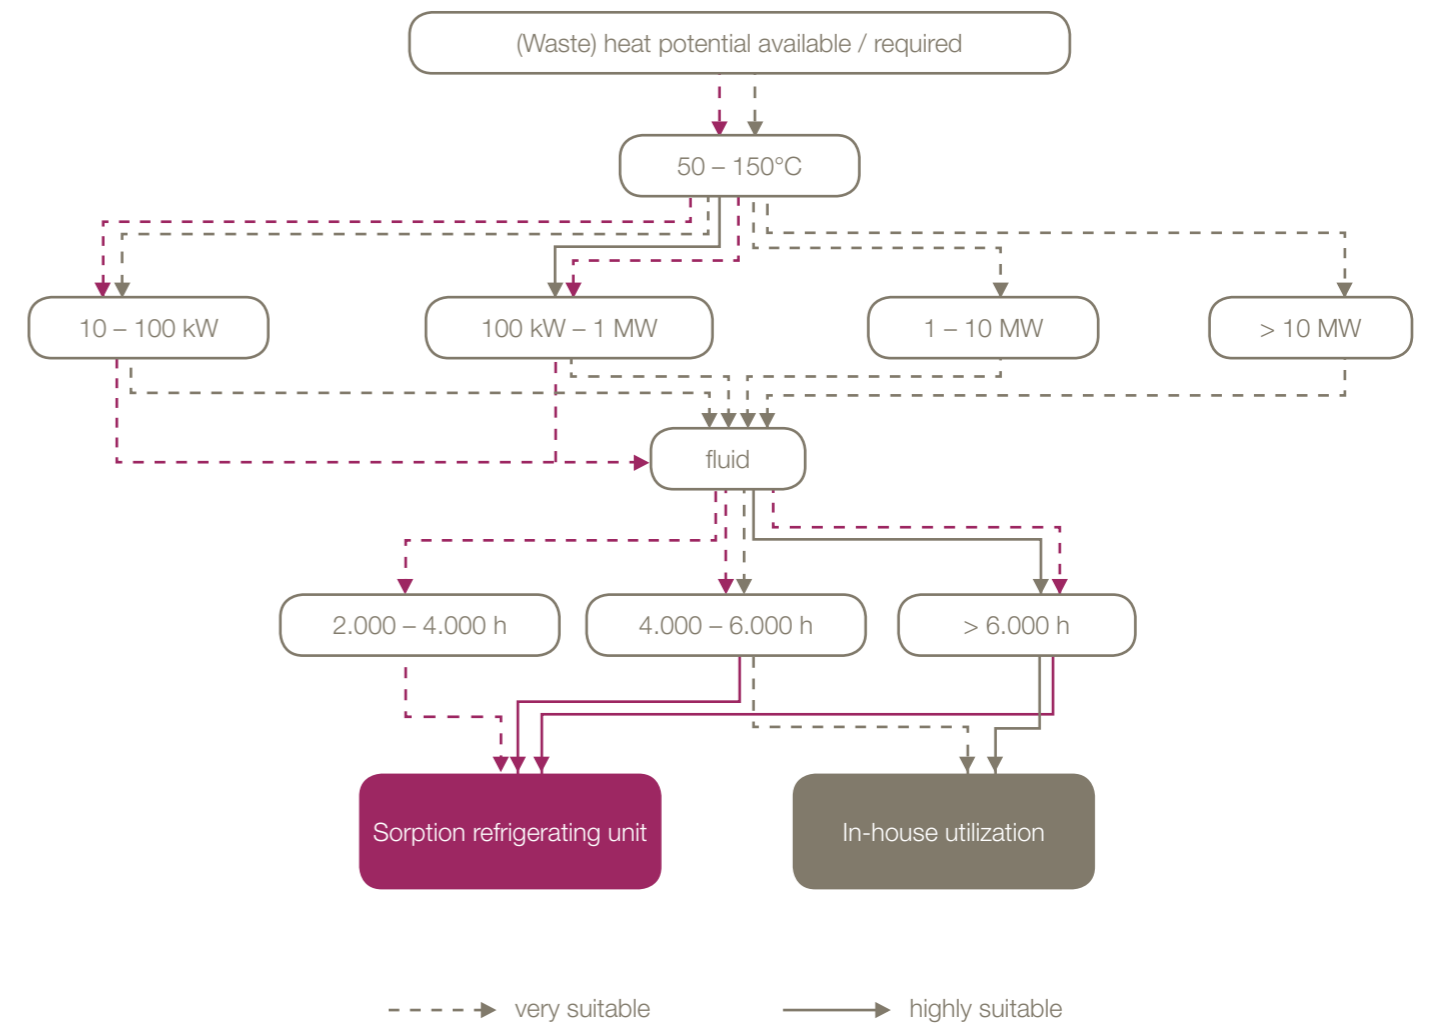 (Waste) heat potential available / required
50 – 150°C
10 – 100 kW
100 kW – 1 MW
1 – 10 MW
> 10 MW
fluid
2.000 – 4.000 h
4.000 – 6.000 h
> 6.000 h
Sorption refrigerating unit
In-house utilization
very suitable
highly suitable